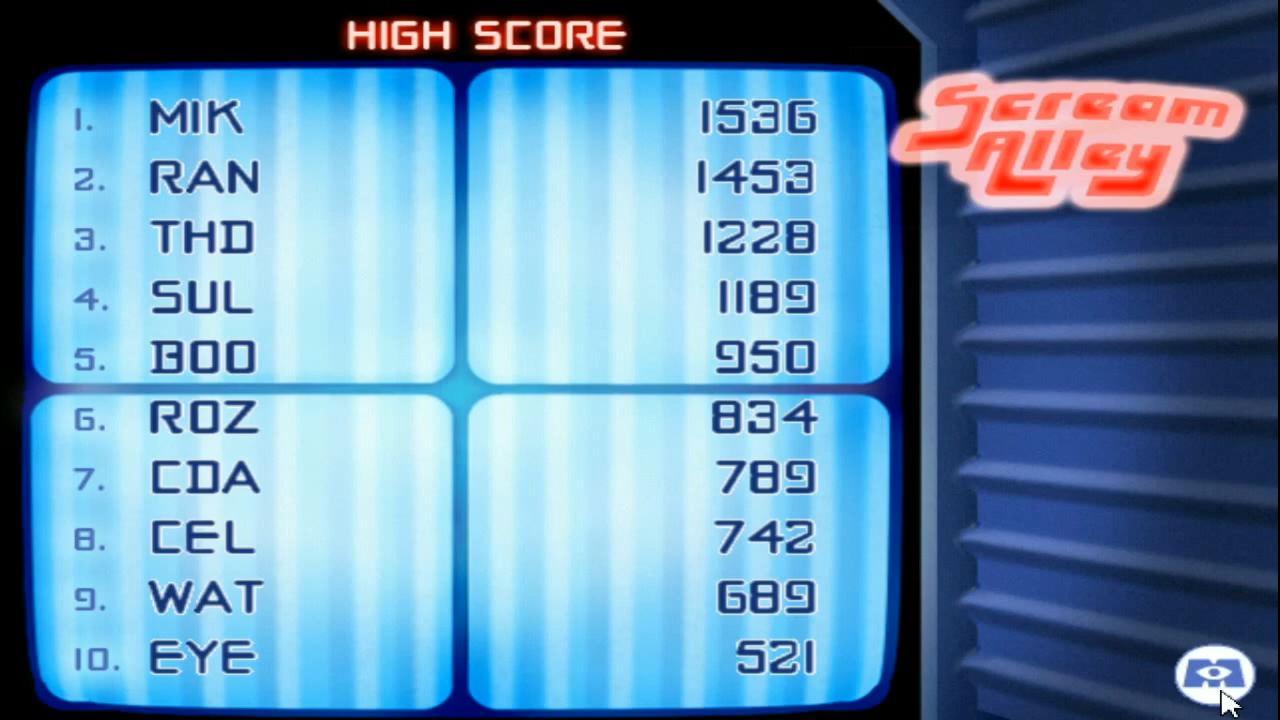 HIGH SCORE
Scream
Alley
1. MIK 1536
2. RAN 1453
3. THD 1228
4. SUL 1189
5. BOO 950
6. ROZ 834
7. CDA 789
8. CEL 742
9. WAT 689
10. EYE 521